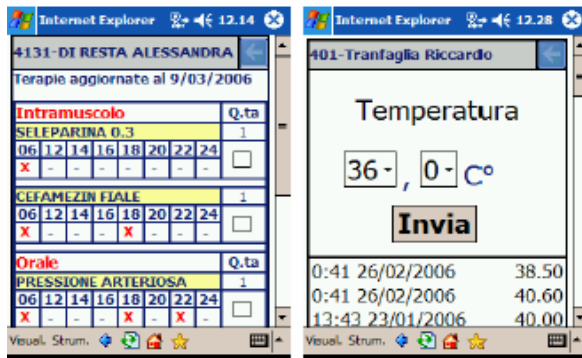 Internet Explorer 12.14
4131-DI RESTA ALESSANDRA
Terapie aggiornate al 9/03/2006
Intramuscolo Q.ta
SELEPARINA 0.3 1
06 12 14 16 18 20 22 24
X - - - - - - -
CEFAMEZIN FIALE 1
06 12 14 16 18 20 22 24
X - - - X - - -
Orale Q.ta
PRESSIONE ARTERIOSA 1
06 12 14 16 18 20 22 24
X - - - X - X -
Visual. Strum.
Internet Explorer 12.28
401-Tranfaglia Riccardo
Temperatura
36 , 0 C°
Invia
0:41 26/02/2006 38.50
0:41 26/02/2006 40.60
13:43 23/01/2006 40.00
Visual. Strum.